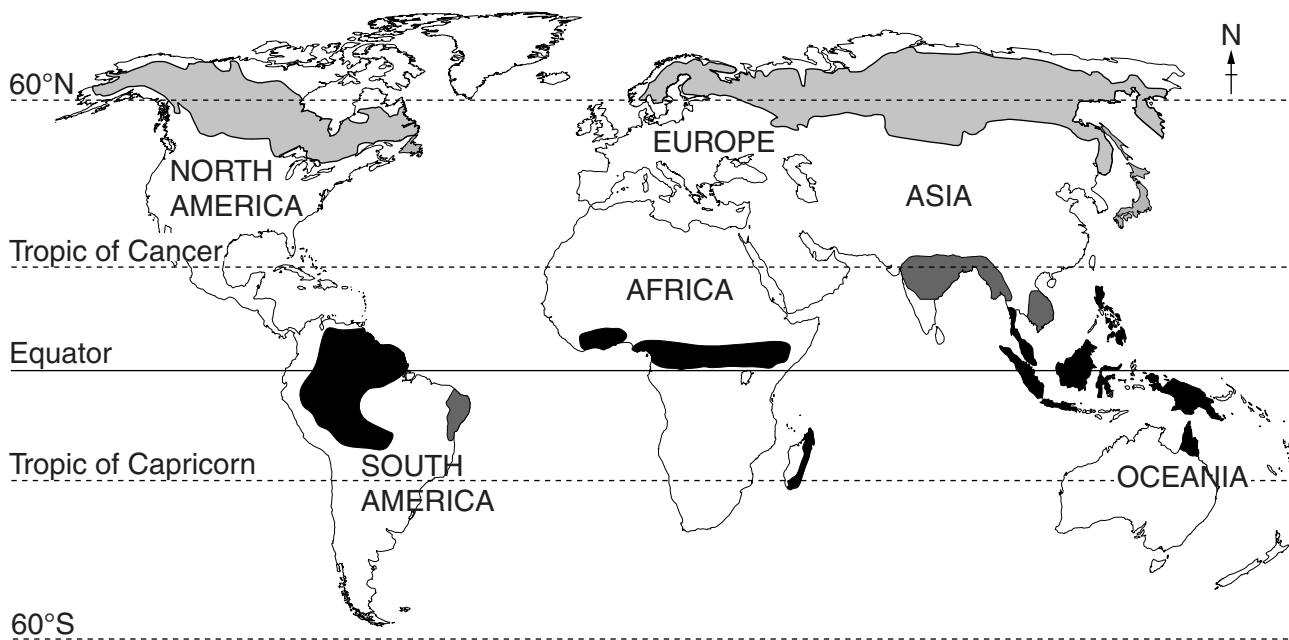 N
60°N
EUROPE
NORTH
AMERICA
ASIA
Tropic of Cancer
AFRICA
Equator
Tropic of Capricorn
SOUTH
AMERICA
OCEANIA
60°S